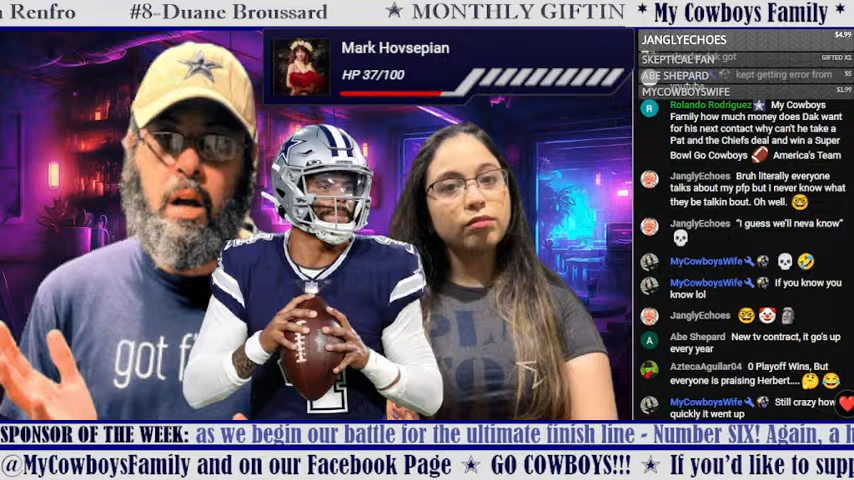 n Renfro #8-Duane Broussard ★ MONTHLY GIFTIN * My Cowboys Family *
Mark Hovsepian
HP 37/100
JANGLYECHOES $4.99
SKEPTICAL FAN GIFTED X1
ABE SHEPARD $5
kept getting error from
MYCOWBOYSWIFE $1.99
Rolando Rodriguez My Cowboys
Family how much money does Dak want
for his next contact why can't he take a
Pat and the Chiefs deal and win a Super
Bowl Go Cowboys 🏈 America's Team
JanglyEchoes Bruh literally everyone
talks about my pfp but I never know what
they be talkin bout. Oh well. 🤓
JanglyEchoes "I guess we'll neva know"
💀
MyCowboysWife 💀 🤣
MyCowboysWife If you know you
know lol
JanglyEchoes 🤓 🤡 🗿
Abe Shepard New tv contract, it go's up
every year
AztecaAguilar04 0 Playoff Wins, But
everyone is praising Herbert.... 🤔 😂
MyCowboysWife Still crazy how
quickly it went up
got f
SPONSOR OF THE WEEK: as we begin our battle for the ultimate finish line - Number SIX! Again, a h
@MyCowboysFamily and on our Facebook Page ★ GO COWBOYS!!! ★ If you'd like to supp